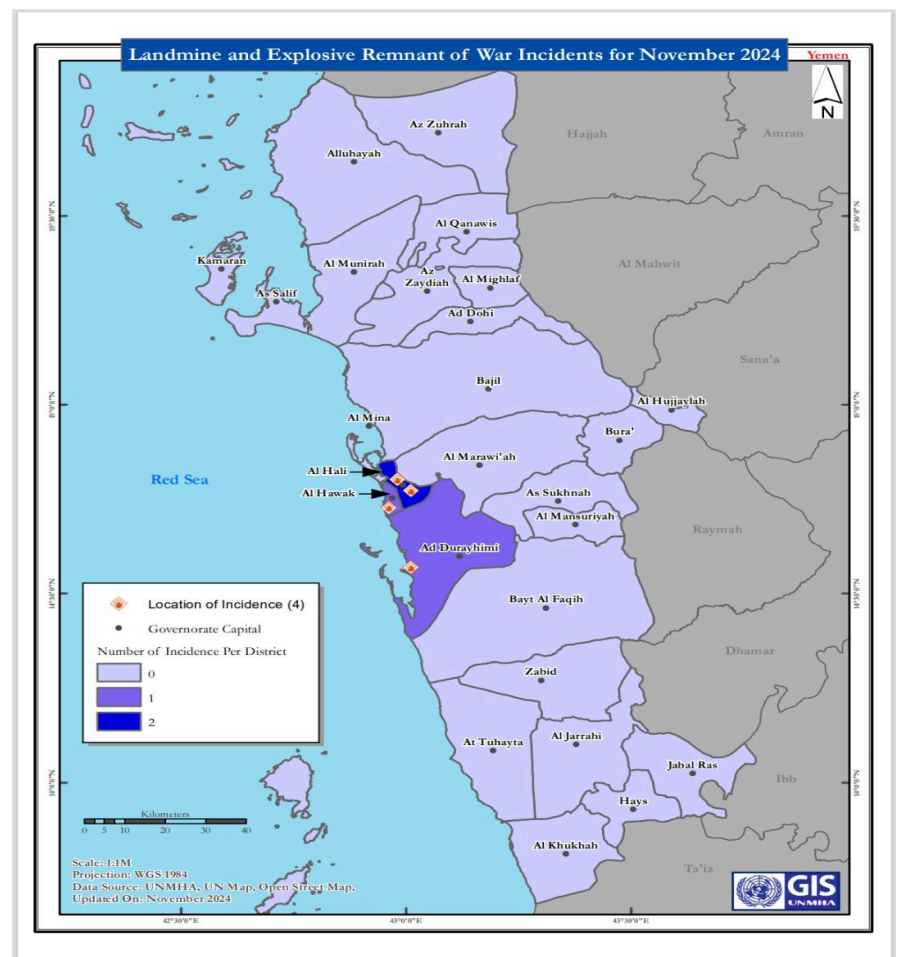 Landmine and Explosive Remnant of War Incidents for November 2024
Yemen
N
Az Zuhrah
Hajjah
Amran
Alluhayah
Al Qanawis
Kamaran
Al Munirah
Al Mahwit
As Salif
Az
Zaydiah
Al Mighlaf
Ad Dohi
Sana'a
Bajil
Al Hujjaylah
Al Mina
Bura'
Al Marawi'ah
Al Hali
Red Sea
Al Hawak
As Sukhnah
Al Mansuriyah
Raymah
Ad Durayhimi
Bayt Al Faqih
Location of Incidence (4)
Governorate Capital
Number of Incidence Per District
0
1
2
Dhamar
Zabid
At Tuhayta
Al Jarrahi
Jabal Ras
Ibb
Hays
Al Khukhah
Ta'iz
Kilometers
0 5 10 20 30 40
Scale: 1:1M
Projection: WGS 1984
Data Source: UNMHA, UN Map, Open Street Map,
Updated On: November 2024
GIS
UNMHA
42°30'0"E
43°0'0"E
43°30'0"E